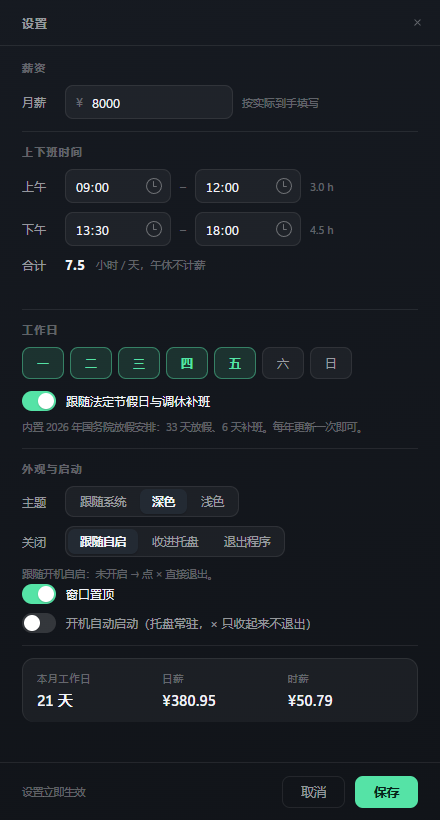 设置 ×
薪资
月薪 ¥ 8000 按实际到手填写
上下班时间
上午 09:00 – 12:00 3.0 h
下午 13:30 – 18:00 4.5 h
合计 7.5 小时 / 天，午休不计薪
工作日
一 二 三 四 五 六 日
跟随法定节假日与调休补班
内置 2026 年国务院放假安排：33 天放假、6 天补班。每年更新一次即可。
外观与启动
主题 跟随系统 深色 浅色
关闭 跟随自启 收进托盘 退出程序
跟随开机自启：未开启 → 点 × 直接退出。
窗口置顶
开机自动启动（托盘常驻，× 只收起来不退出）
本月工作日 日薪 时薪
21 天 ¥380.95 ¥50.79
设置立即生效 取消 保存